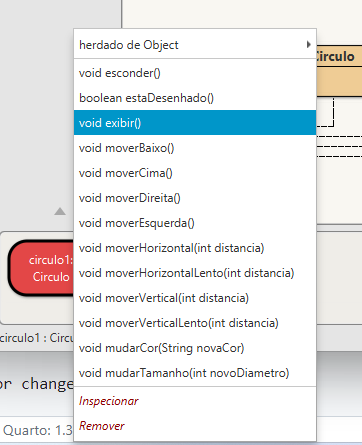 herdado de Object
Circulo
void esconder()
boolean estaDesenhado()
void exibir()
void moverBaixo()
void moverCima()
void moverDireita()
void moverEsquerda()
void moverHorizontal(int distancia)
void moverHorizontalLento(int distancia)
void moverVertical(int distancia)
void moverVerticalLento(int distancia)
void mudarCor(String novaCor)
void mudarTamanho(int novoDiametro)
Inspecionar
Remover
circulo1:
Circulo
circulo1 : Circu
or change
Quarto: 1.3